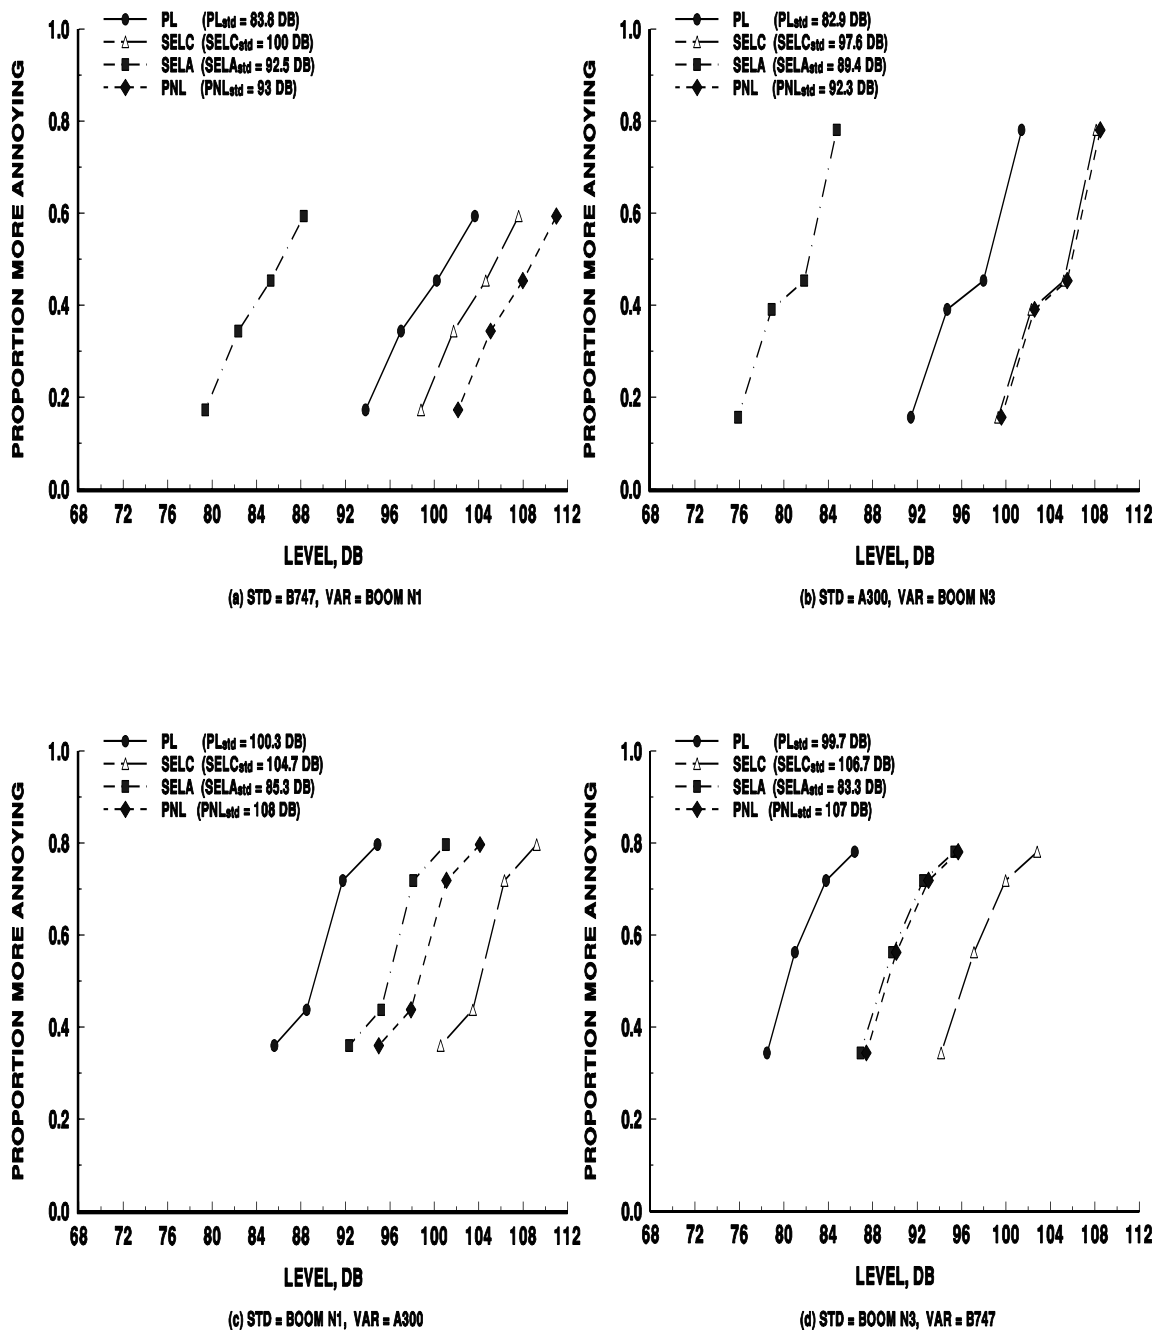 PL (PLstd = 83.8 DB)
SELC (SELCstd = 100 DB)
SELA (SELAstd = 92.5 DB)
PNL (PNLstd = 93 DB)
PROPORTION MORE ANNOYING
1.0
0.8
0.6
0.4
0.2
0.0
68 72 76 80 84 88 92 96 100 104 108 112
LEVEL, DB
(a) STD = B747, VAR = BOOM N1
PL (PLstd = 82.9 DB)
SELC (SELCstd = 97.6 DB)
SELA (SELAstd = 89.4 DB)
PNL (PNLstd = 92.3 DB)
PROPORTION MORE ANNOYING
1.0
0.8
0.6
0.4
0.2
0.0
68 72 76 80 84 88 92 96 100 104 108 112
LEVEL, DB
(b) STD = A300, VAR = BOOM N3
PL (PLstd = 100.3 DB)
SELC (SELCstd = 104.7 DB)
SELA (SELAstd = 85.3 DB)
PNL (PNLstd = 108 DB)
PROPORTION MORE ANNOYING
1.0
0.8
0.6
0.4
0.2
0.0
68 72 76 80 84 88 92 96 100 104 108 112
LEVEL, DB
(c) STD = BOOM N1, VAR = A300
PL (PLstd = 99.7 DB)
SELC (SELCstd = 106.7 DB)
SELA (SELAstd = 83.3 DB)
PNL (PNLstd = 107 DB)
PROPORTION MORE ANNOYING
1.0
0.8
0.6
0.4
0.2
0.0
68 72 76 80 84 88 92 96 100 104 108 112
LEVEL, DB
(d) STD = BOOM N3, VAR = B747